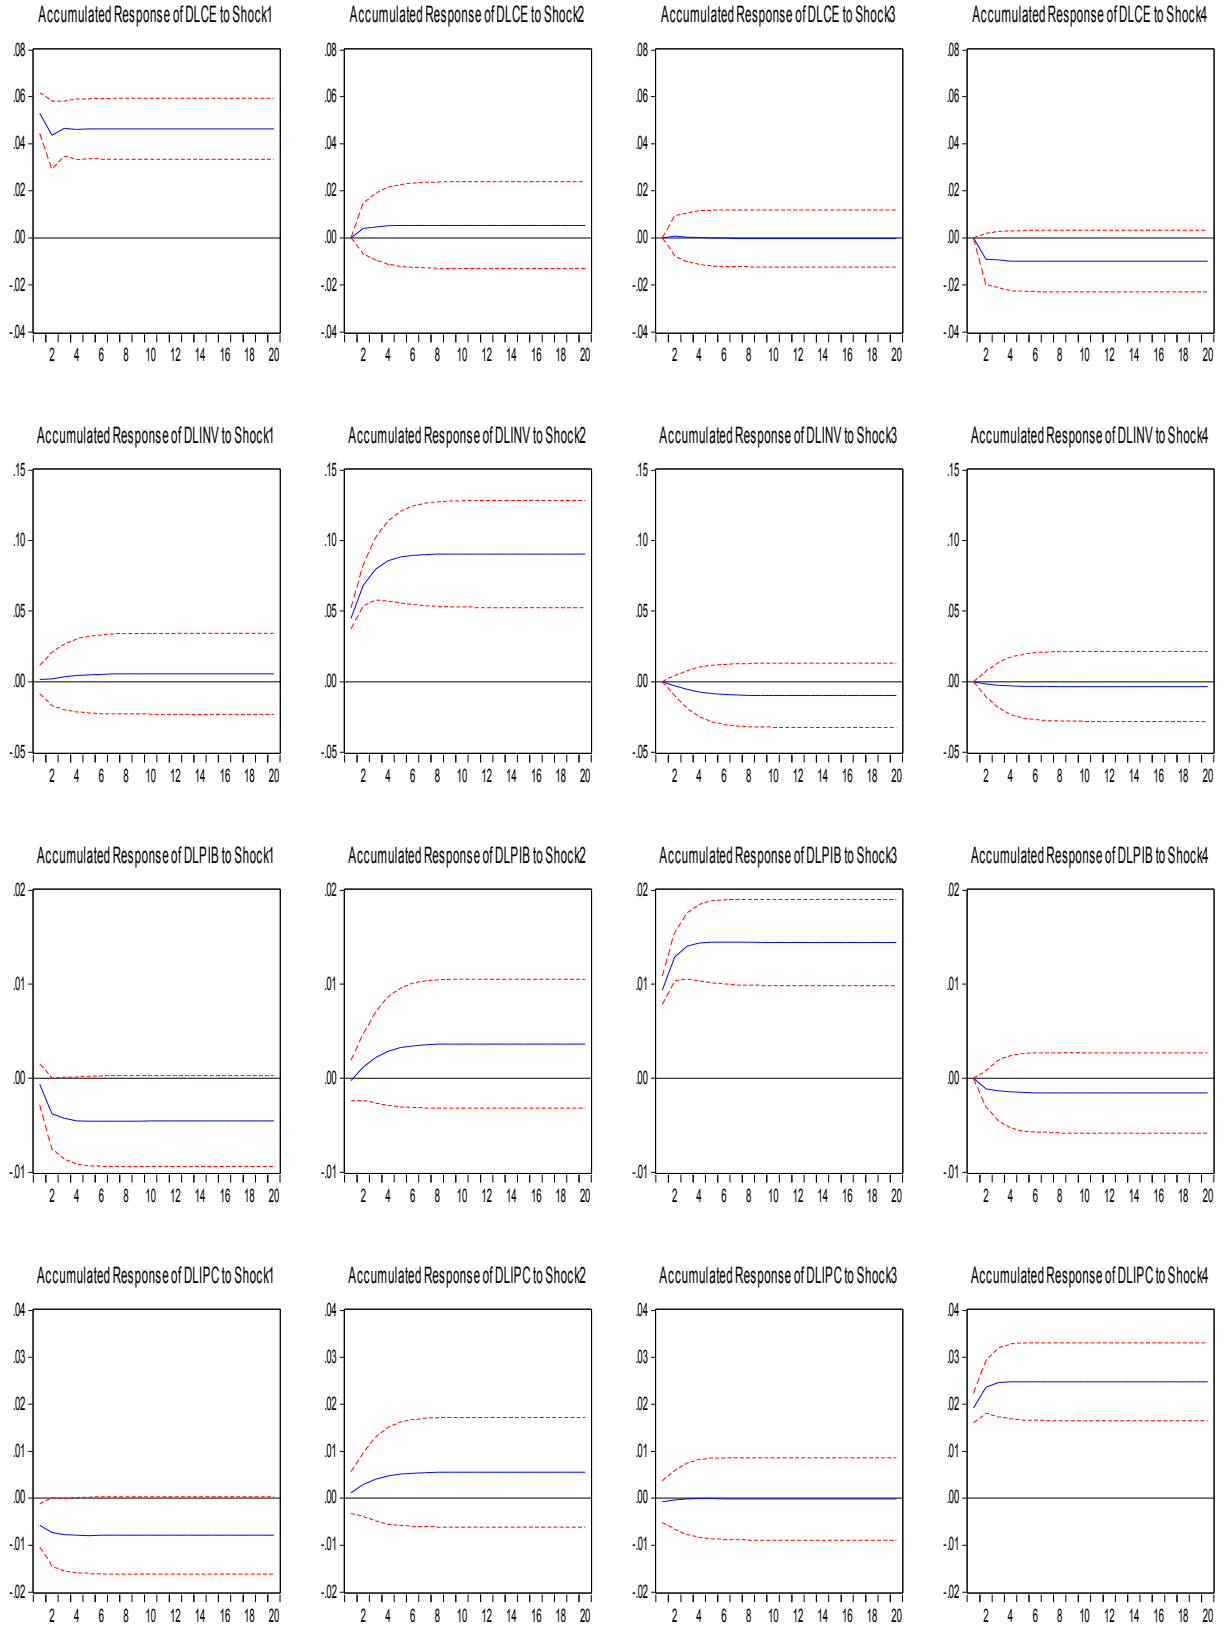 Accumulated Response of DLCE to Shock1
.08
.06
.04
.02
.00
-.02
-.04
2 4 6 8 10 12 14 16 18 20
Accumulated Response of DLCE to Shock2
.08
.06
.04
.02
.00
-.02
-.04
2 4 6 8 10 12 14 16 18 20
Accumulated Response of DLCE to Shock3
.08
.06
.04
.02
.00
-.02
-.04
2 4 6 8 10 12 14 16 18 20
Accumulated Response of DLCE to Shock4
.08
.06
.04
.02
.00
-.02
-.04
2 4 6 8 10 12 14 16 18 20
Accumulated Response of DLINV to Shock1
.15
.10
.05
.00
-.05
2 4 6 8 10 12 14 16 18 20
Accumulated Response of DLINV to Shock2
.15
.10
.05
.00
-.05
2 4 6 8 10 12 14 16 18 20
Accumulated Response of DLINV to Shock3
.15
.10
.05
.00
-.05
2 4 6 8 10 12 14 16 18 20
Accumulated Response of DLINV to Shock4
.15
.10
.05
.00
-.05
2 4 6 8 10 12 14 16 18 20
Accumulated Response of DLPIB to Shock1
.02
.01
.00
-.01
2 4 6 8 10 12 14 16 18 20
Accumulated Response of DLPIB to Shock2
.02
.01
.00
-.01
2 4 6 8 10 12 14 16 18 20
Accumulated Response of DLPIB to Shock3
.02
.01
.00
-.01
2 4 6 8 10 12 14 16 18 20
Accumulated Response of DLPIB to Shock4
.02
.01
.00
-.01
2 4 6 8 10 12 14 16 18 20
Accumulated Response of DLIPC to Shock1
.04
.03
.02
.01
.00
-.01
-.02
2 4 6 8 10 12 14 16 18 20
Accumulated Response of DLIPC to Shock2
.04
.03
.02
.01
.00
-.01
-.02
2 4 6 8 10 12 14 16 18 20
Accumulated Response of DLIPC to Shock3
.04
.03
.02
.01
.00
-.01
-.02
2 4 6 8 10 12 14 16 18 20
Accumulated Response of DLIPC to Shock4
.04
.03
.02
.01
.00
-.01
-.02
2 4 6 8 10 12 14 16 18 20